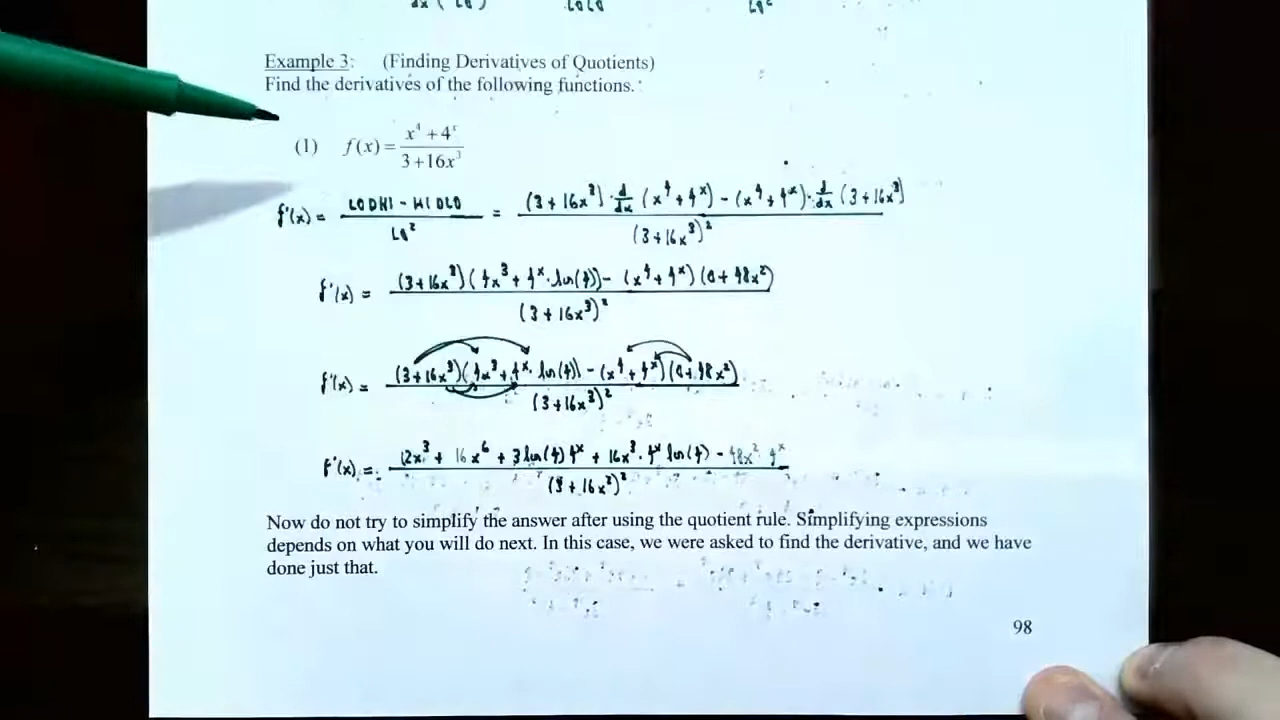 Example 3: (Finding Derivatives of Quotients)
Find the derivatives of the following functions.
(1) f(x) = (x⁴ + 4ˣ) / (3 + 16x³)
f'(x) = (LODHI - HIDLO) / LO² = ((3 + 16x³) · d/dx (x⁴ + 4ˣ) - (x⁴ + 4ˣ) · d/dx (3 + 16x³)) / (3 + 16x³)²
f'(x) = ((3 + 16x³)(4x³ + 4ˣ · ln(4)) - (x⁴ + 4ˣ)(0 + 48x²)) / (3 + 16x³)²
f'(x) = ((3 + 16x³)(4x³ + 4ˣ · ln(4)) - (x⁴ + 4ˣ)(0 + 48x²)) / (3 + 16x³)²
f'(x) = (12x³ + 16x⁶ + 3 ln(4) 4ˣ + 16x³ · 4ˣ ln(4) - 48x² 4ˣ) / (3 + 16x²)²
Now do not try to simplify the answer after using the quotient rule. Simplifying expressions
depends on what you will do next. In this case, we were asked to find the derivative, and we have
done just that.
98